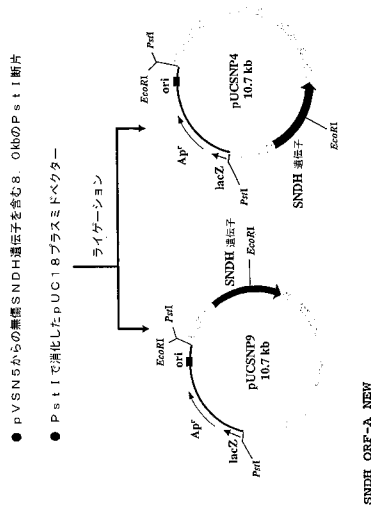 ● pVSN5からの無傷SNDH遺伝子を含む8．0kbのPstI断片
● PstIで消化したpUC18プラスミドベクター
ライゲーション
EcoRI
PstI
ori
Apr
lacZ
PstI
pUCSNP9
10.7 kb
SNDH 遺伝子
EcoRI
EcoRI
PstI
ori
Apr
lacZ
PstI
pUCSNP4
10.7 kb
SNDH 遺伝子
EcoRI
SNDH ORF-A NEW